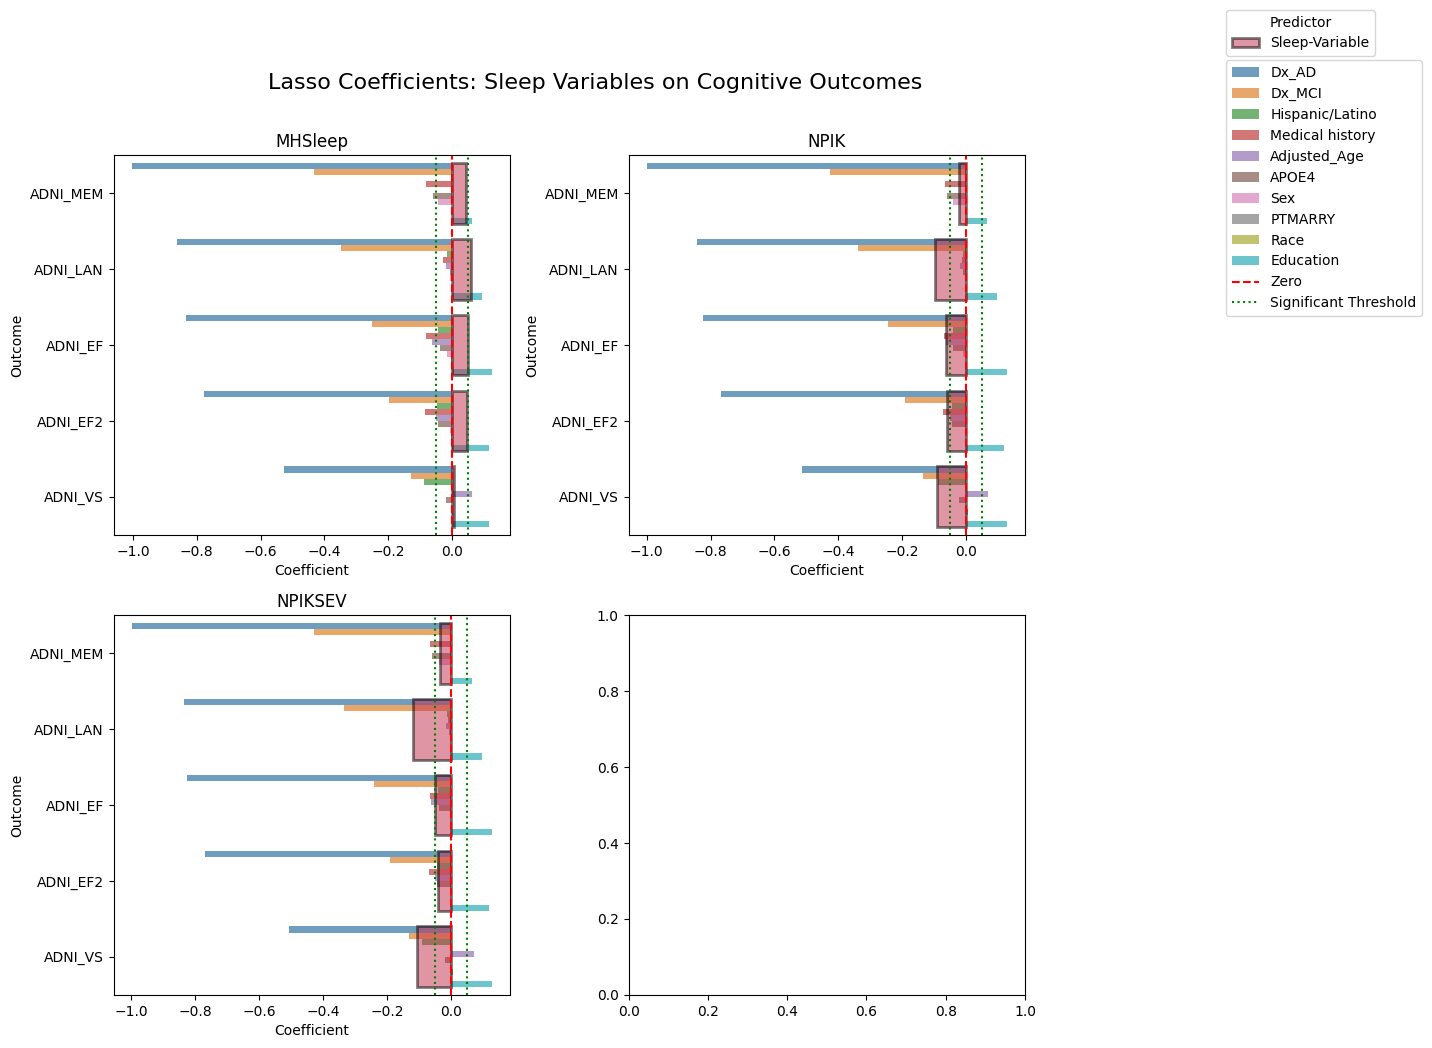 Predictor
Sleep-Variable
Lasso Coefficients: Sleep Variables on Cognitive Outcomes
Dx_AD
Dx_MCI
Hispanic/Latino
Medical history
Adjusted_Age
APOE4
Sex
PTMARRY
Race
Education
Zero
Significant Threshold
MHSleep
ADNI_MEM
ADNI_LAN
ADNI_EF
ADNI_EF2
ADNI_VS
Outcome
−1.0 −0.8 −0.6 −0.4 −0.2 0.0
Coefficient
NPIK
ADNI_MEM
ADNI_LAN
ADNI_EF
ADNI_EF2
ADNI_VS
Outcome
−1.0 −0.8 −0.6 −0.4 −0.2 0.0
Coefficient
NPIKSEV
ADNI_MEM
ADNI_LAN
ADNI_EF
ADNI_EF2
ADNI_VS
Outcome
−1.0 −0.8 −0.6 −0.4 −0.2 0.0
Coefficient
1.0
0.8
0.6
0.4
0.2
0.0
0.0 0.2 0.4 0.6 0.8 1.0